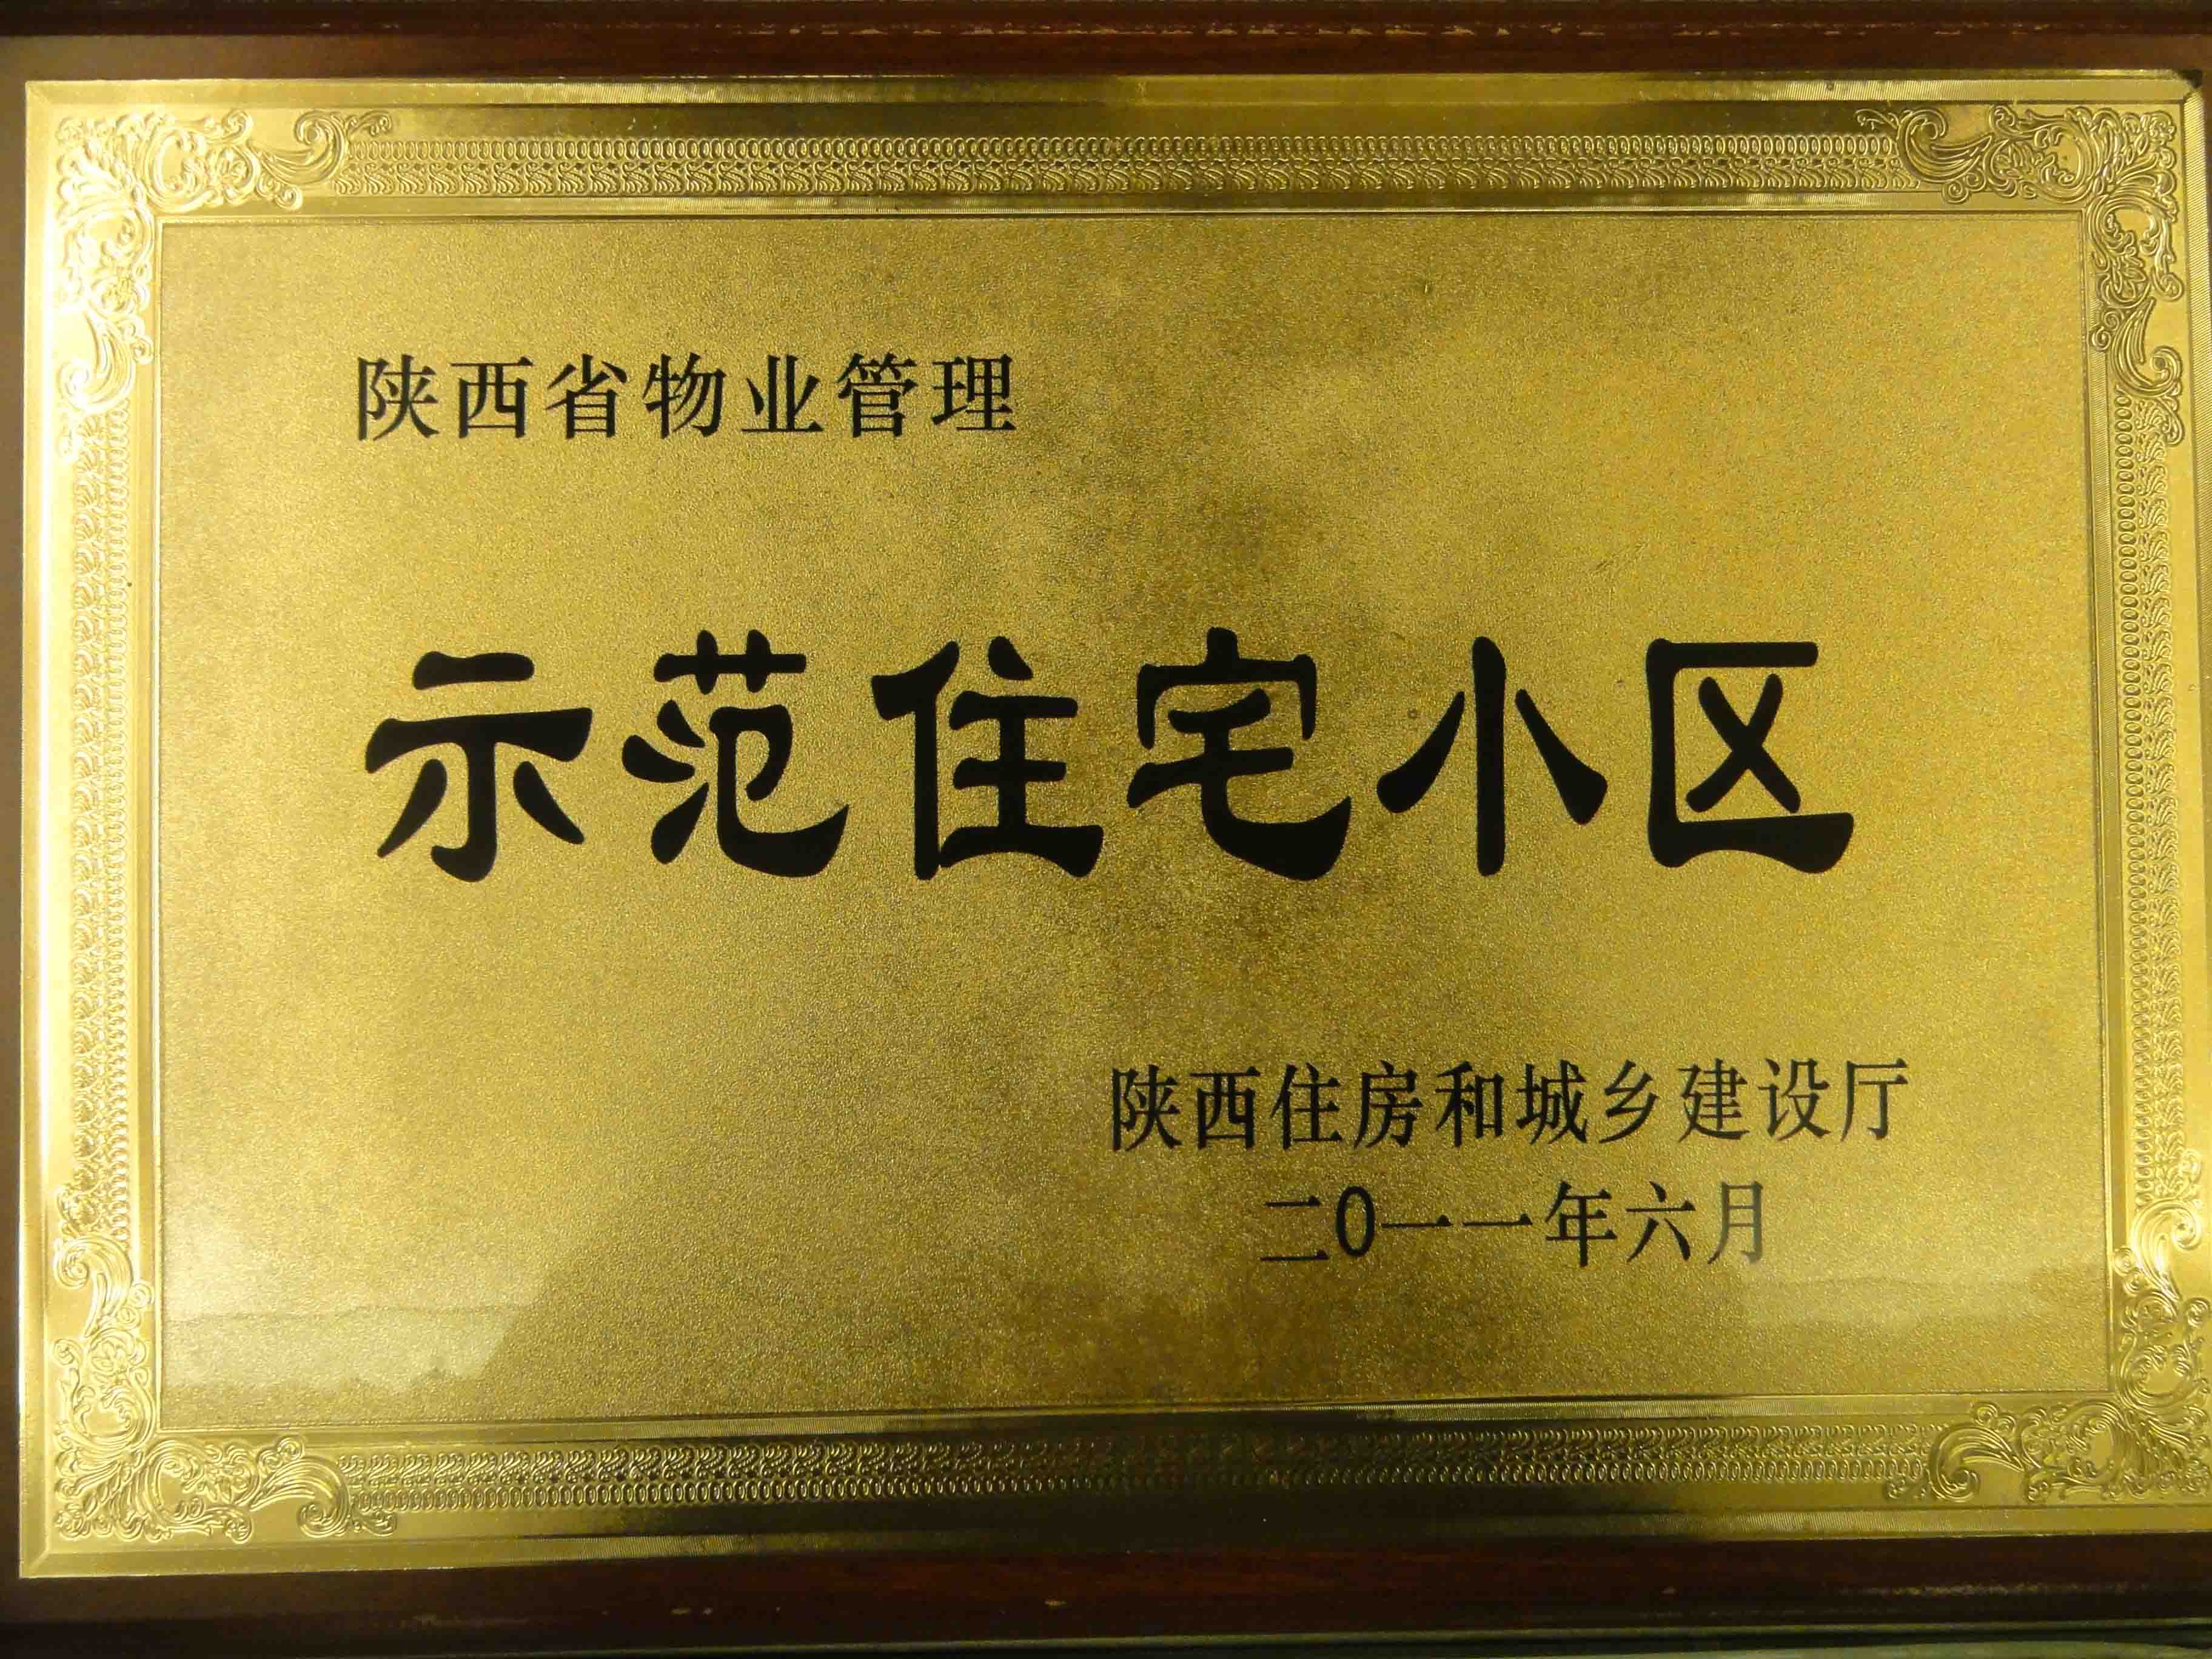 陕西省物业管理
示范住宅小区
陕西住房和城乡建设厅
二0一一年六月